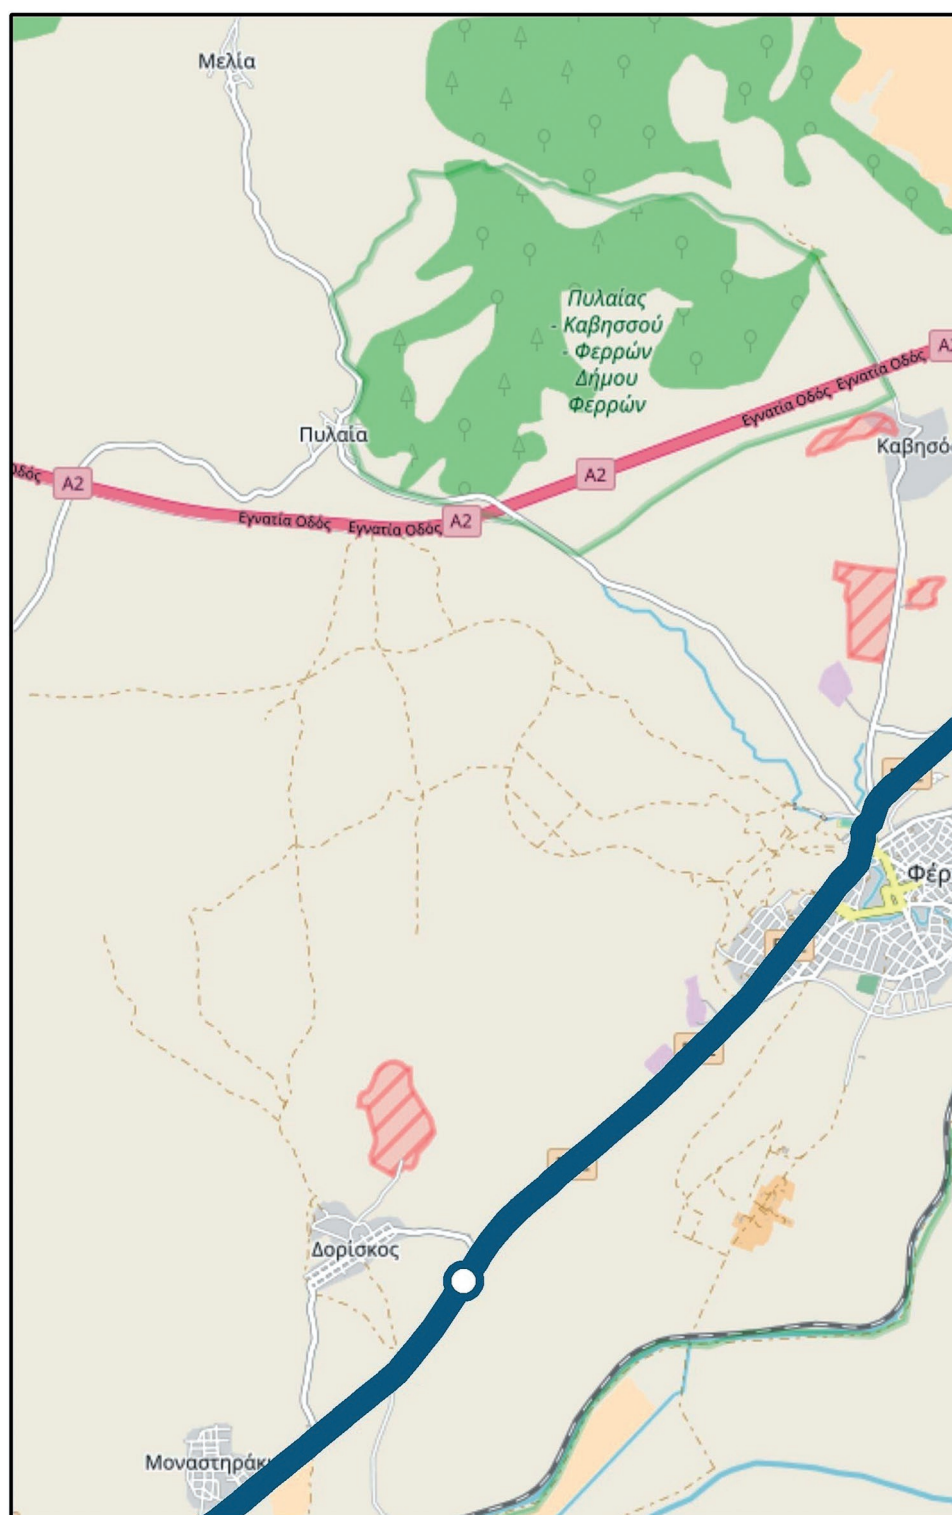 Μελία
Πυλαίας
- Καβησσού
- Φερρών
Δήμου
Φερρών
Εγνατία Οδός
Εγνατία Οδός
Πυλαία
A2
A2
Εγνατία Οδός
Εγνατία Οδός
A2
Δορίσκος